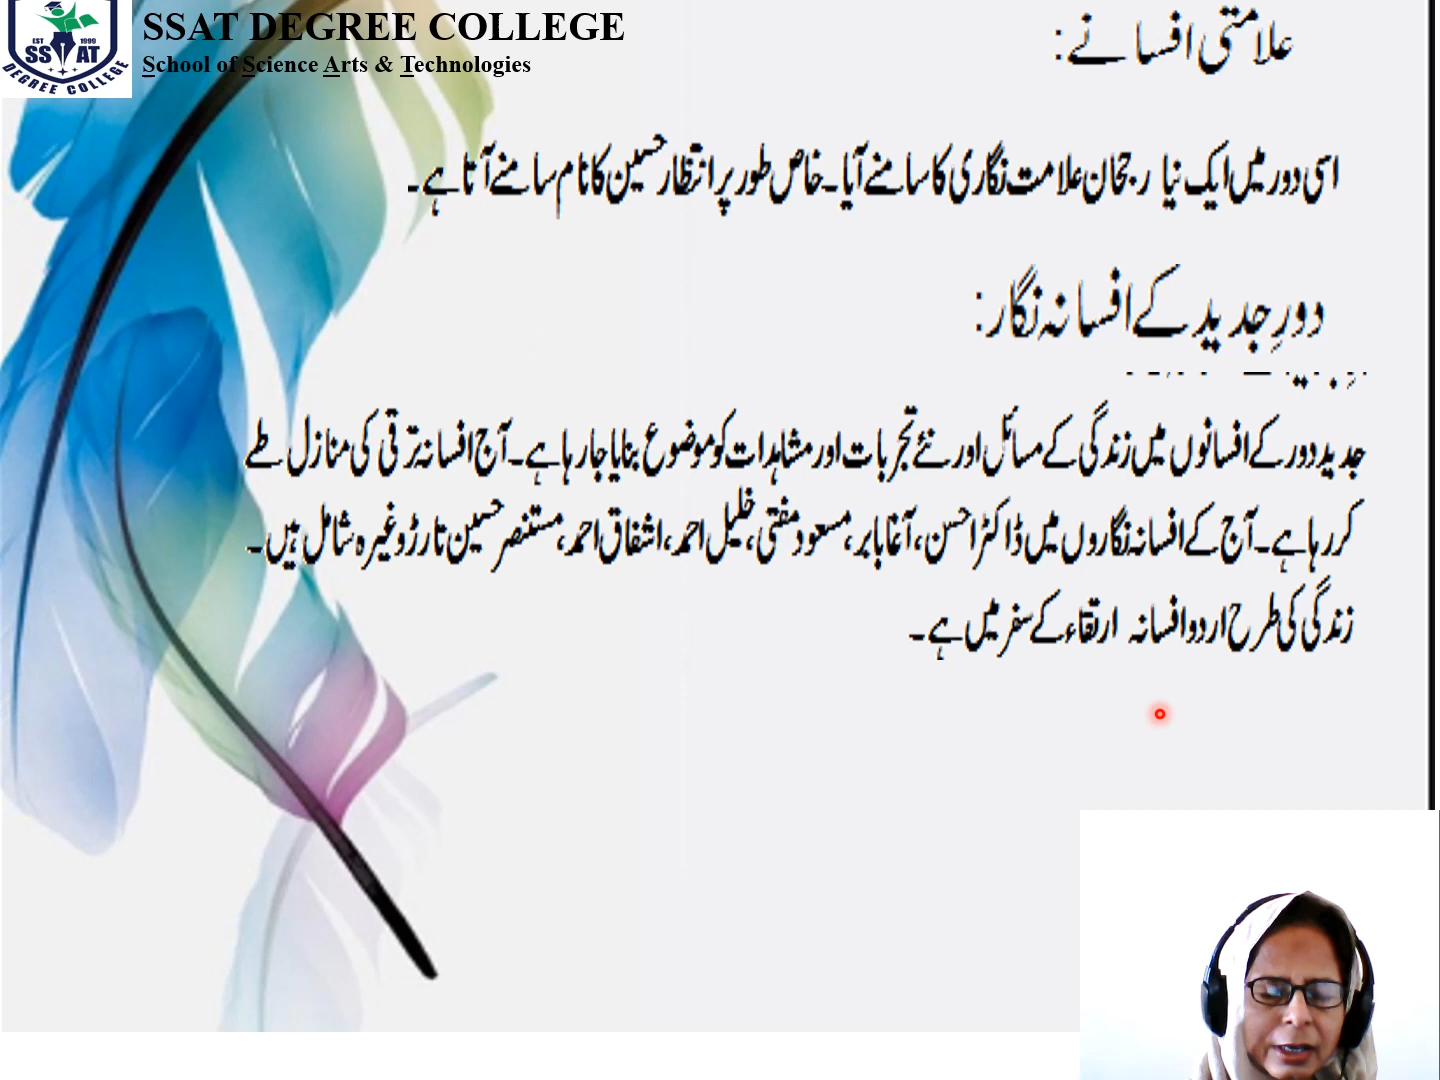 SSAT DEGREE COLLEGE
School of Science Arts & Technologies
EST 1999
SSAT
DEGREE COLLEGE
علامتی افسانے:
اسی دور میں ایک نیا رجحان علامت نگاری کا سامنے آیا۔ خاص طور پر انتظار حسین کا نام سامنے آتا ہے۔
دورِ جدید کے افسانہ نگار:
جدید دور کے افسانوں میں زندگی کے مسائل اور نئے تجربات اور مشاہدات کو موضوع بنایا جا رہا ہے۔ آج افسانہ ترقی کی منازل طے
کر رہا ہے۔ آج کے افسانہ نگاروں میں ڈاکٹر احسن، آغا بابر، مسعود مفتی، خلیل احمد، اشفاق احمد، مستنصر حسین تارڑ وغیرہ شامل ہیں۔
زندگی کی طرح اردو افسانہ ارتقاء کے سفر میں ہے۔